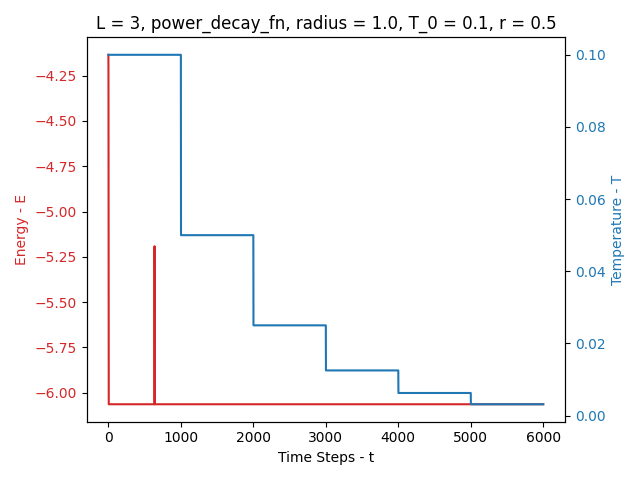 L = 3, power_decay_fn, radius = 1.0, T_0 = 0.1, r = 0.5
Energy - E
−4.25
−4.50
−4.75
−5.00
−5.25
−5.50
−5.75
−6.00
0.10
0.08
0.06
0.04
0.02
0.00
Temperature - T
0 1000 2000 3000 4000 5000 6000
Time Steps - t